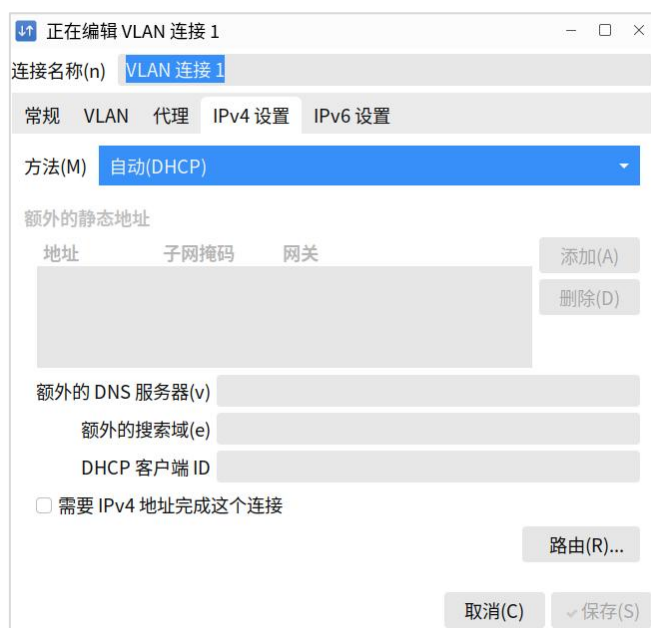 正在编辑 VLAN 连接 1
连接名称(n) VLAN 连接 1
常规 VLAN 代理 IPv4 设置 IPv6 设置
方法(M) 自动(DHCP)
额外的静态地址
地址 子网掩码 网关 添加(A)
删除(D)
额外的 DNS 服务器(v)
额外的搜索域(e)
DHCP 客户端 ID
需要 IPv4 地址完成这个连接
路由(R)...
取消(C) 保存(S)